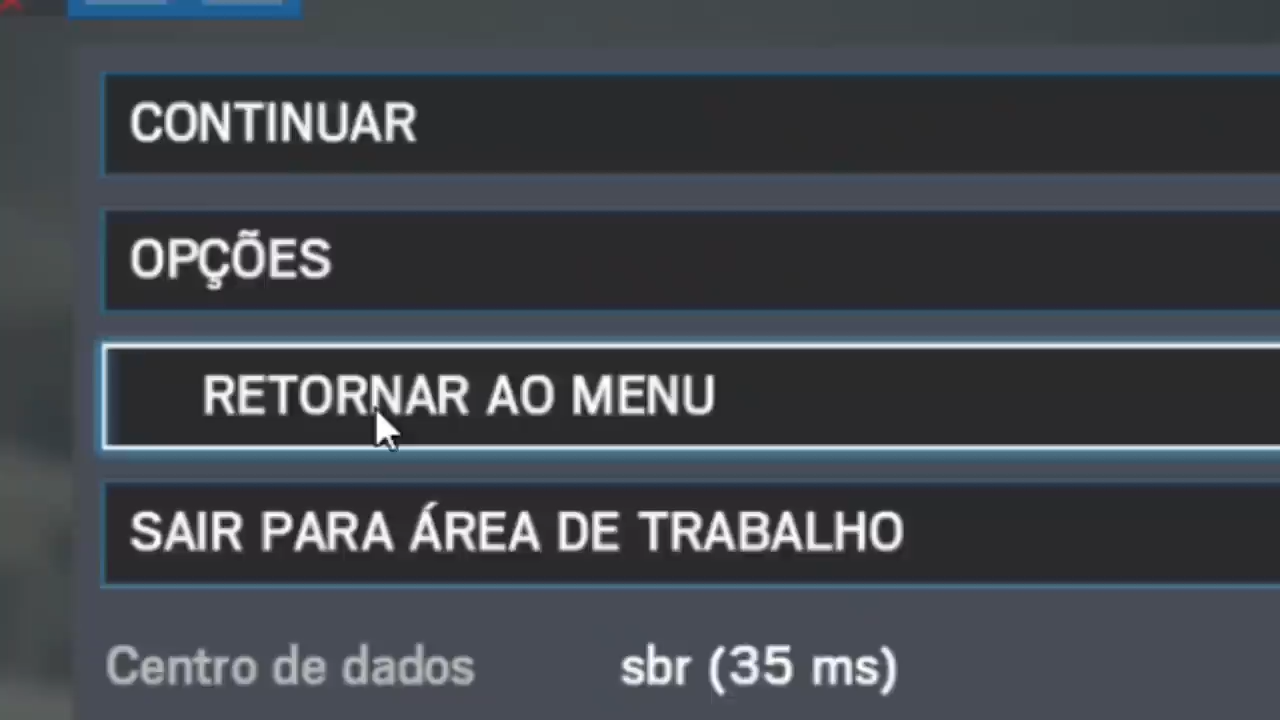 CONTINUAR
OPÇÕES
RETORNAR AO MENU
SAIR PARA ÁREA DE TRABALHO
Centro de dados sbr (35 ms)